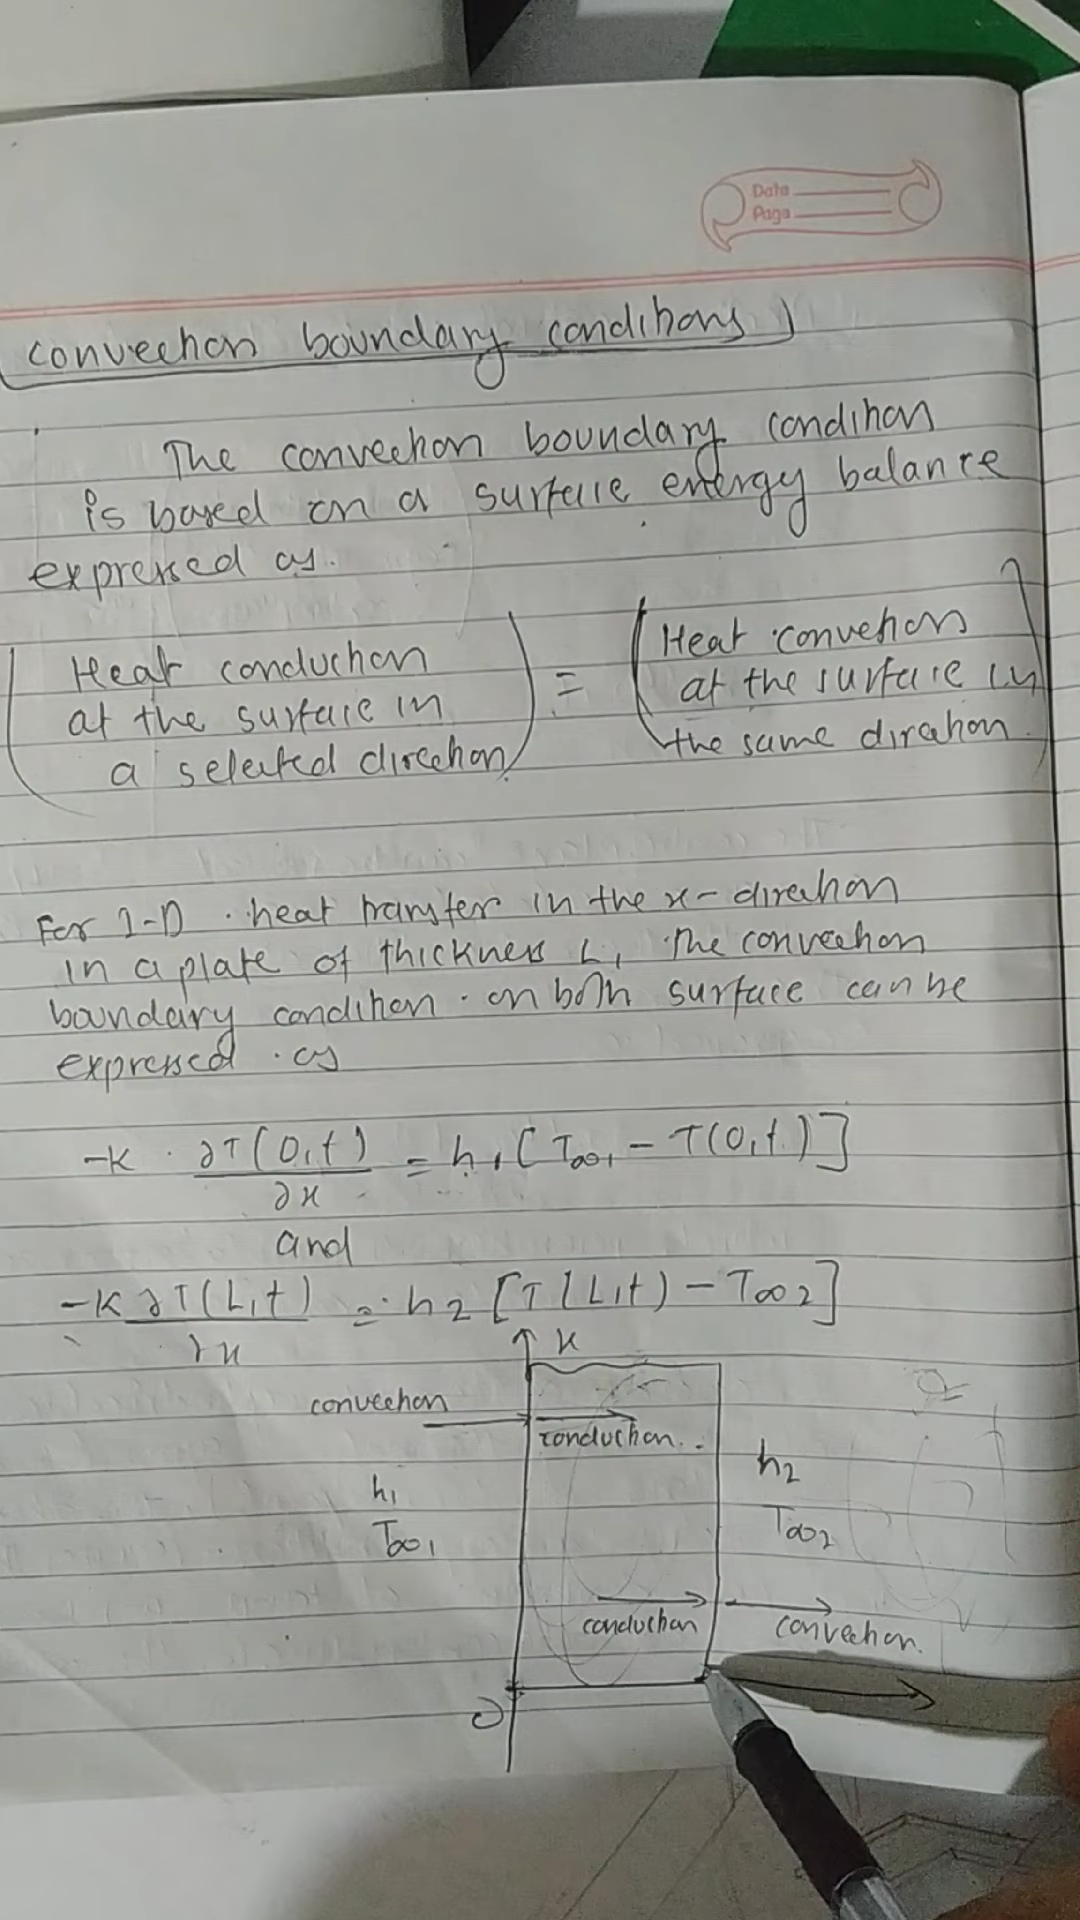 Data
Page
convection boundary conditions
The convection boundary condition
is based on a surface energy balance
expressed as.
Heat conduction
at the surface in
a selected direction
=
Heat convection
at the surface in
the same direction.
For 1-D. heat transfer in the x-direction
in a plate of thickness L, the convection
boundary condition on both surface can be
expressed as
-K . ∂T(0,t)/∂x = h1[T∞1 - T(0,t)]
and
-K ∂T(L,t)/∂x = h2 [T(L,t) - T∞2]
x
convection
conduction..
h1
T∞1
h2
T∞2
conduction
convection.
0